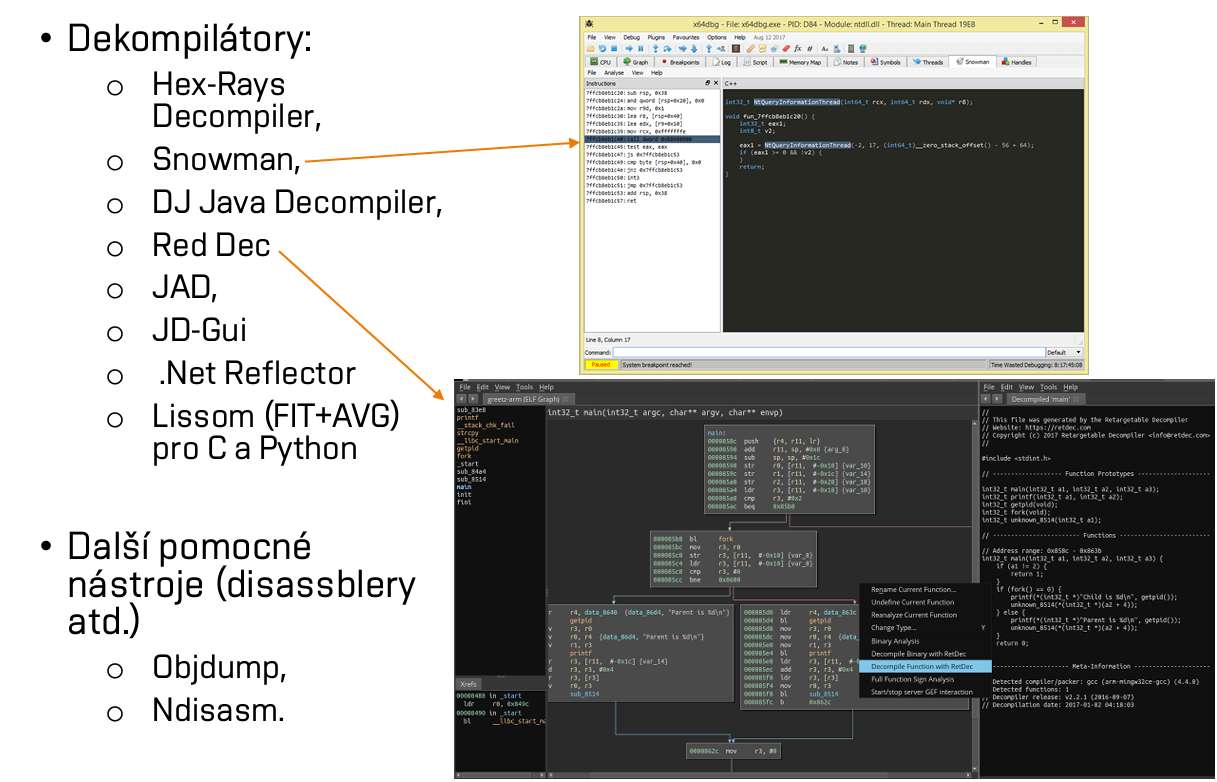 • Dekompilátory:
o Hex-Rays
Decompiler,
o Snowman,
o DJ Java Decompiler,
o Red Dec
o JAD,
o JD-Gui
o .Net Reflector
o Lissom (FIT+AVG)
pro C a Python
• Další pomocné
nástroje (disassblery
atd.)
o Objdump,
o Ndisasm.
x64dbg - File: x64dbg.exe - PID: D84 - Module: ntdll.dll - Thread: Main Thread 19E8
File View Debug Plugins Favourites Options Help Aug 12 2017
CPU Graph Breakpoints Log Script Memory Map Notes Symbols Threads Snowman Handles
File Analyse View Help
Instructions
7ffcb8eb1c20: sub rsp, 0x38
7ffcb8eb1c24: and qword [rsp+0x20], 0x0
7ffcb8eb1c2a: mov r9d, 0x1
7ffcb8eb1c30: lea r8, [rsp+0x40]
7ffcb8eb1c35: lea edx, [r9+0x10]
7ffcb8eb1c39: mov rcx, 0xfffffffe
7ffcb8eb1c45: test eax, eax
7ffcb8eb1c47: js 0x7ffcb8eb1c53
7ffcb8eb1c49: cmp byte [rsp+0x40], 0x0
7ffcb8eb1c4e: jnz 0x7ffcb8eb1c53
7ffcb8eb1c50: int3
7ffcb8eb1c51: jmp 0x7ffcb8eb1c53
7ffcb8eb1c53: add rsp, 0x38
7ffcb8eb1c57: ret
C++
int32_t NtQueryInformationThread(int64_t rcx, int64_t rdx, void* r8);
void fun_7ffcb8eb1c20() {
int32_t eax1;
int8_t v2;
eax1 = NtQueryInformationThread(-2, 17, (int64_t)__zero_stack_offset() - 56 + 64);
if (eax1 >= 0 && !v2) {
}
return;
}
Line 8, Column 17
Command: Default
Paused System breakpoint reached! Time Wasted Debugging: 8:17:45:08
File Edit View Tools Help
greetz-arm (ELF Graph)
sub_83e8
printf
__stack_chk_fail
strcpy
__libc_start_main
getpid
fork
_start
sub_84a4
sub_8514
main
init
fini
Xrefs
00008488 in _start
ldr r0, 0x849c
00008490 in _start
bl __libc_start_ma
int32_t main(int32_t argc, char** argv, char** envp)
main:
0000858c push {r4, r11, lr}
00008590 add r11, sp, #0x8 {arg_8}
00008594 sub sp, sp, #0x1c
00008598 str r0, [r11, #-0x18] {var_10}
0000859c str r1, [r11, #-0x1c] {var_14}
000085a0 str r2, [r11, #-0x20] {var_18}
000085a4 ldr r3, [r11, #-0x18] {var_10}
000085a8 cmp r3, #0x2
000085ac beq 0x85b8
000085b8 bl fork
000085bc mov r3, r0
000085c0 str r3, [r11, #-0x10] {var_8}
000085c4 ldr r3, [r11, #-0x10] {var_8}
000085c8 cmp r3, #0
000085cc bne 0x8600
r r4, data_8640 {data_86d4, "Parent is %d\n"}
getpid
v r3, r0
v r0, r4 {data_86d4, "Parent is %d\n"}
v r1, r3
printf
r r3, [r11, #-0x1c] {var_14}
d r3, r3, #0x4
r r3, [r3]
v r0, r3
sub_8514
000085d0 ldr r4, data_863c
000085d4 bl getpid
000085d8 mov r3, r0
000085dc mov r0, r4 {data_86
000085e0 mov r1, r3
000085e4 bl printf
000085e8 ldr r3, [r11, #-0
000085ec add r3, r3, #0x4
000085f0 ldr r3, [r3]
000085f4 mov r0, r3
000085f8 bl sub_8514
000085fc b 0x862c
0000862c mov r3, #0
Rename Current Function...
Undefine Current Function
Reanalyze Current Function
Change Type... Y
Binary Analysis
Decompile Binary with RetDec
Decompile Function with RetDec
Full Function Sign Analysis
Start/stop server GEF interaction
File Edit View Tools Help
Decompiled 'main'
//
// This file was generated by the Retargetable Decompiler
// Website: https://retdec.com
// Copyright (c) 2017 Retargetable Decompiler <info@retdec.com>
//
#include <stdint.h>
// ------------------- Function Prototypes -------------------
int32_t main(int32_t a1, int32_t a2, int32_t a3);
int32_t printf(int32_t a1, int32_t a2);
int32_t getpid(void);
int32_t fork(void);
int32_t unknown_8514(int32_t a1);
// ------------------------ Functions ------------------------
// Address range: 0x858c - 0x863b
int32_t main(int32_t a1, int32_t a2, int32_t a3) {
if (a1 != 2) {
return 1;
}
if (fork() == 0) {
printf(*(int32_t *)"Child is %d\n", getpid());
unknown_8514(*(int32_t *)(a2 + 4));
} else {
printf(*(int32_t *)"Parent is %d\n", getpid());
unknown_8514(*(int32_t *)(a2 + 4));
}
return 0;
--------------------- Meta-Information ---------------------
Detected compiler/packer: gcc (arm-mingw32ce-gcc) (4.4.0)
Detected functions: 1
// Decompiler release: v2.2.1 (2016-09-07)
// Decompilation date: 2017-01-02 04:18:03